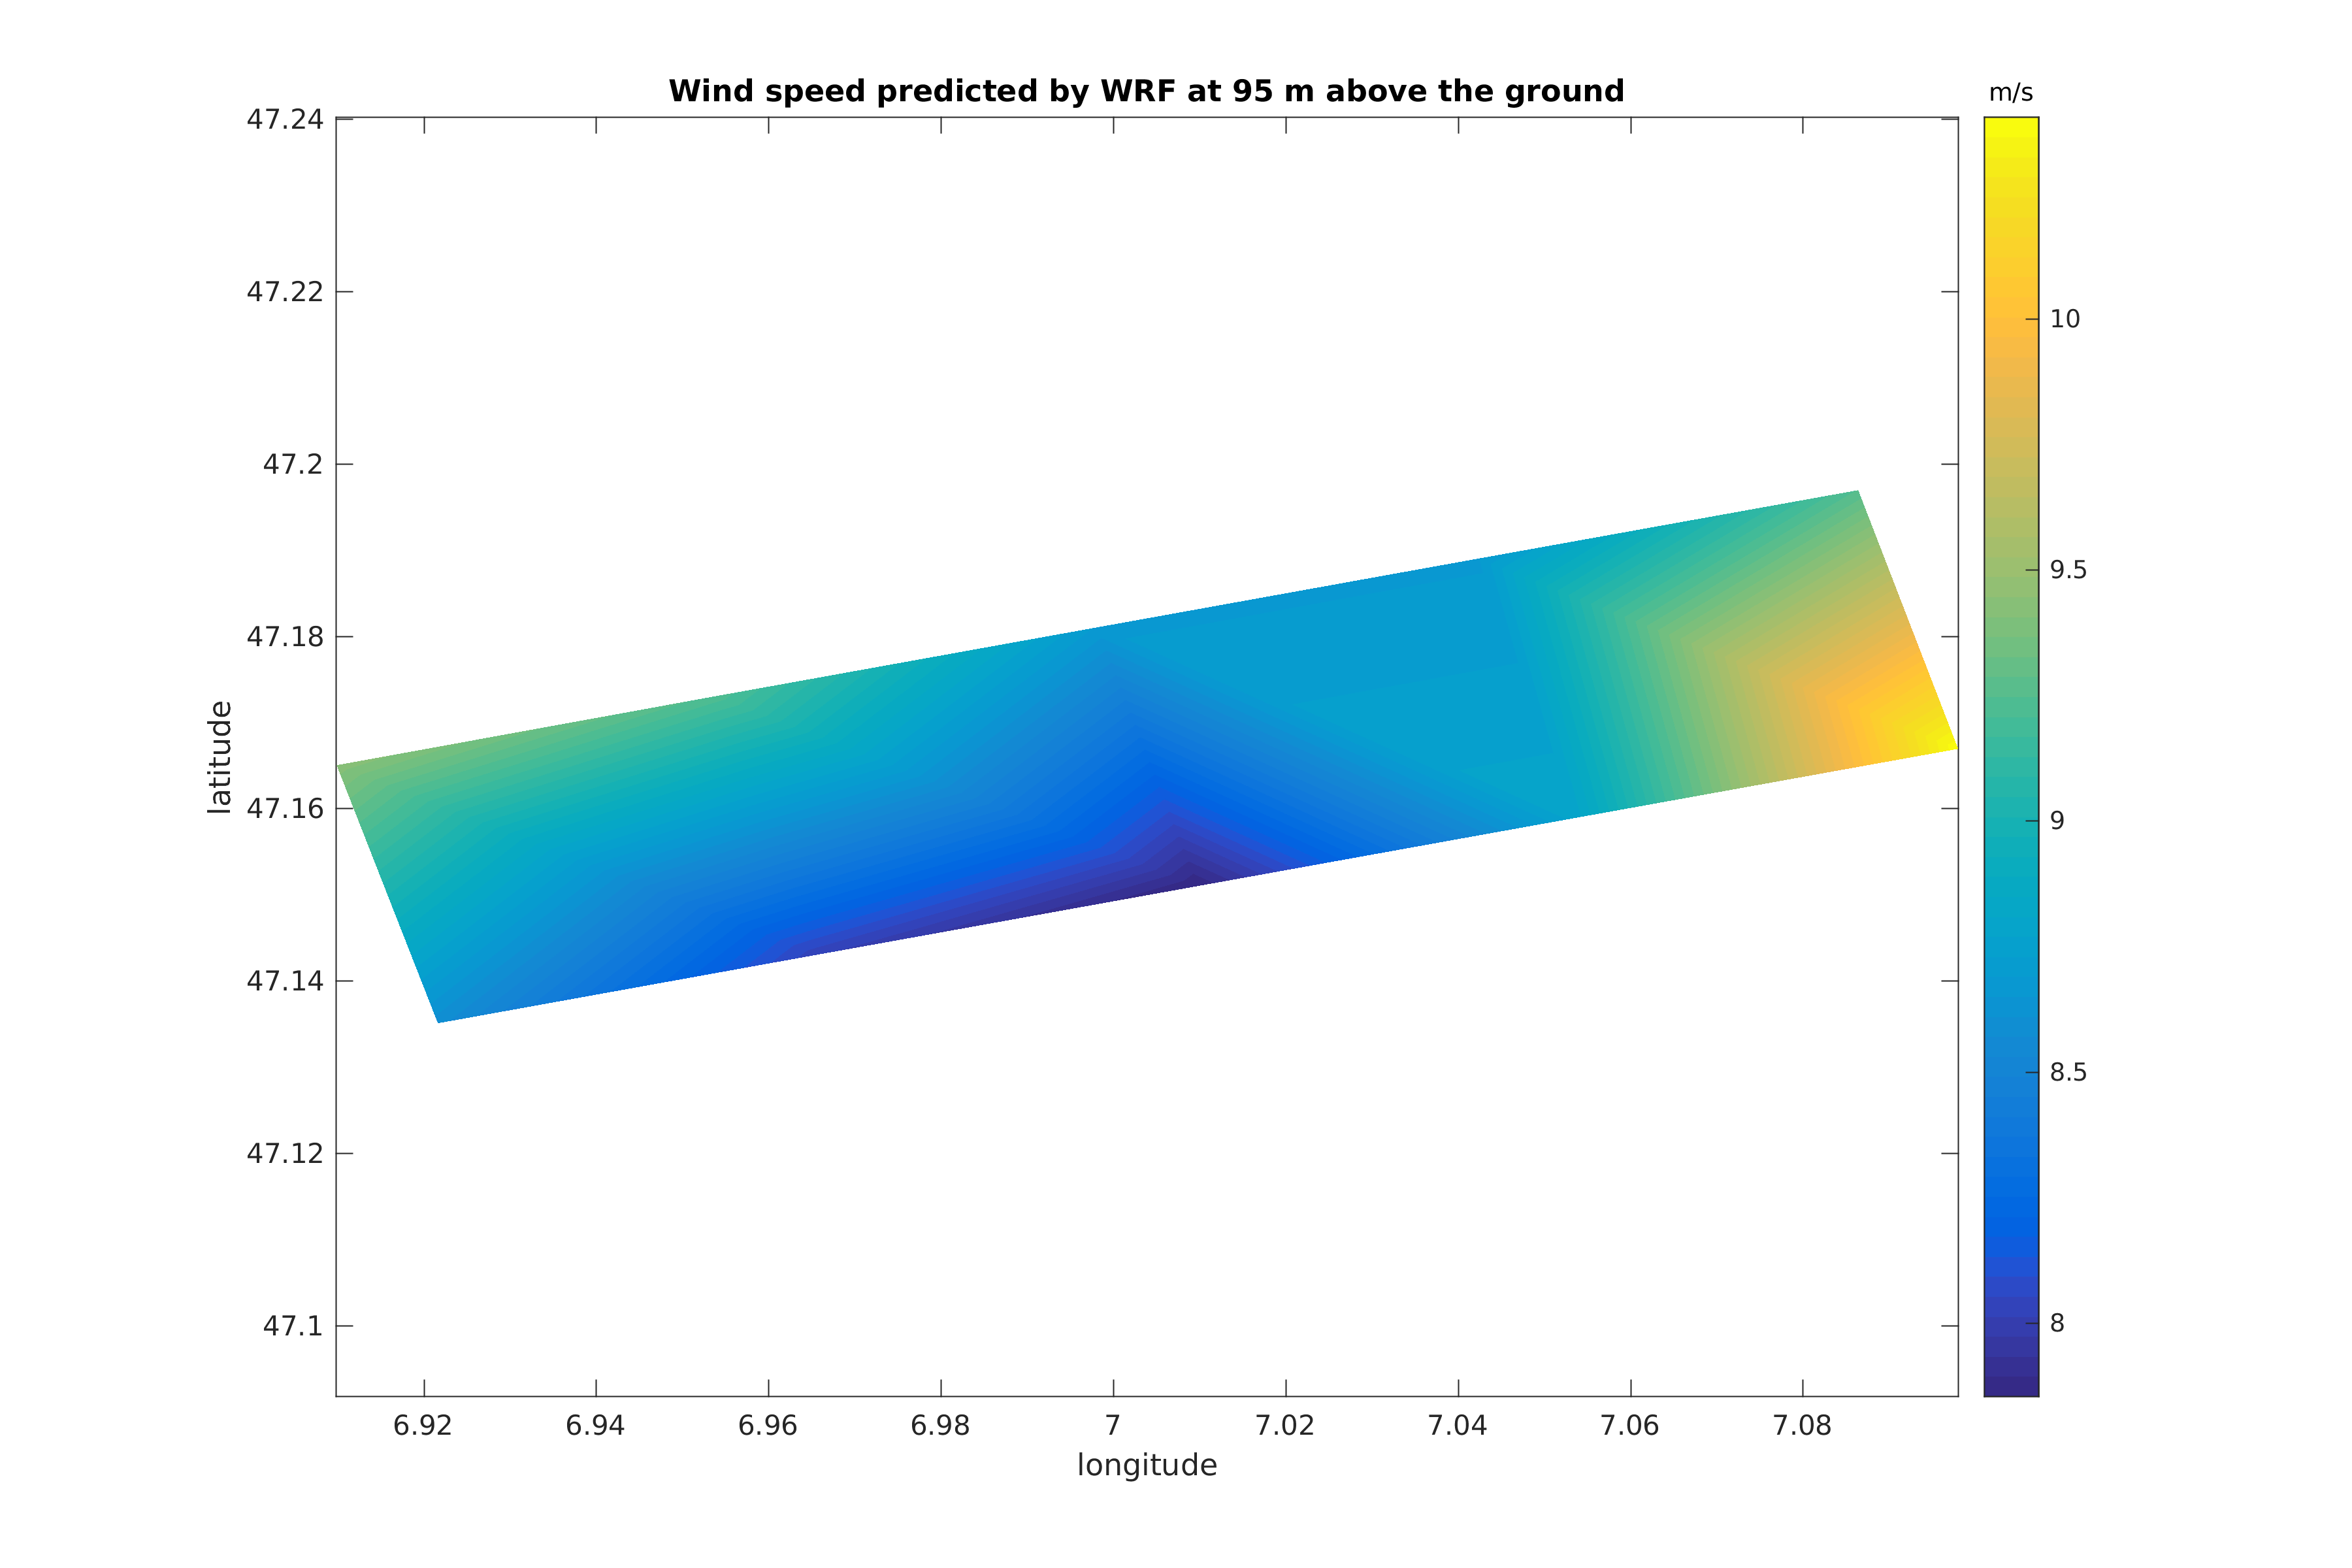 Wind speed predicted by WRF at 95 m above the ground
m/s
47.24
47.22
47.2
47.18
47.16
47.14
47.12
47.1
latitude
6.92 6.94 6.96 6.98 7 7.02 7.04 7.06 7.08
longitude
10
9.5
9
8.5
8